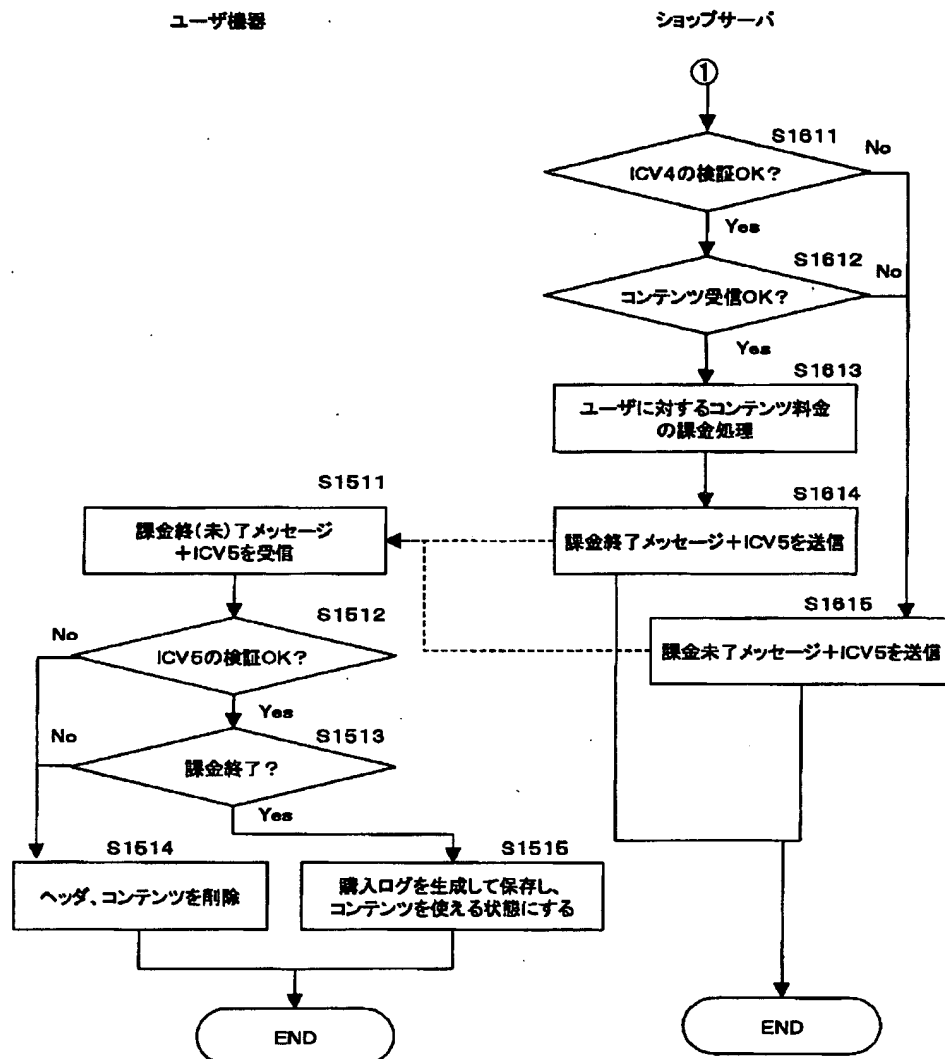 ユーザ機器
ショップサーバ
①
S1611
No
ICV4の検証OK?
Yes
S1612
No
コンテンツ受信OK?
Yes
S1613
ユーザに対するコンテンツ料金
の課金処理
S1511
S1614
課金終(未)了メッセージ
+ICV5を受信
課金終了メッセージ+ICV5を送信
S1512
S1615
No
ICV5の検証OK?
課金未了メッセージ+ICV5を送信
Yes
No
S1513
課金終了?
Yes
S1514
S1515
ヘッダ、コンテンツを削除
購入ログを生成して保存し、
コンテンツを使える状態にする
END
END